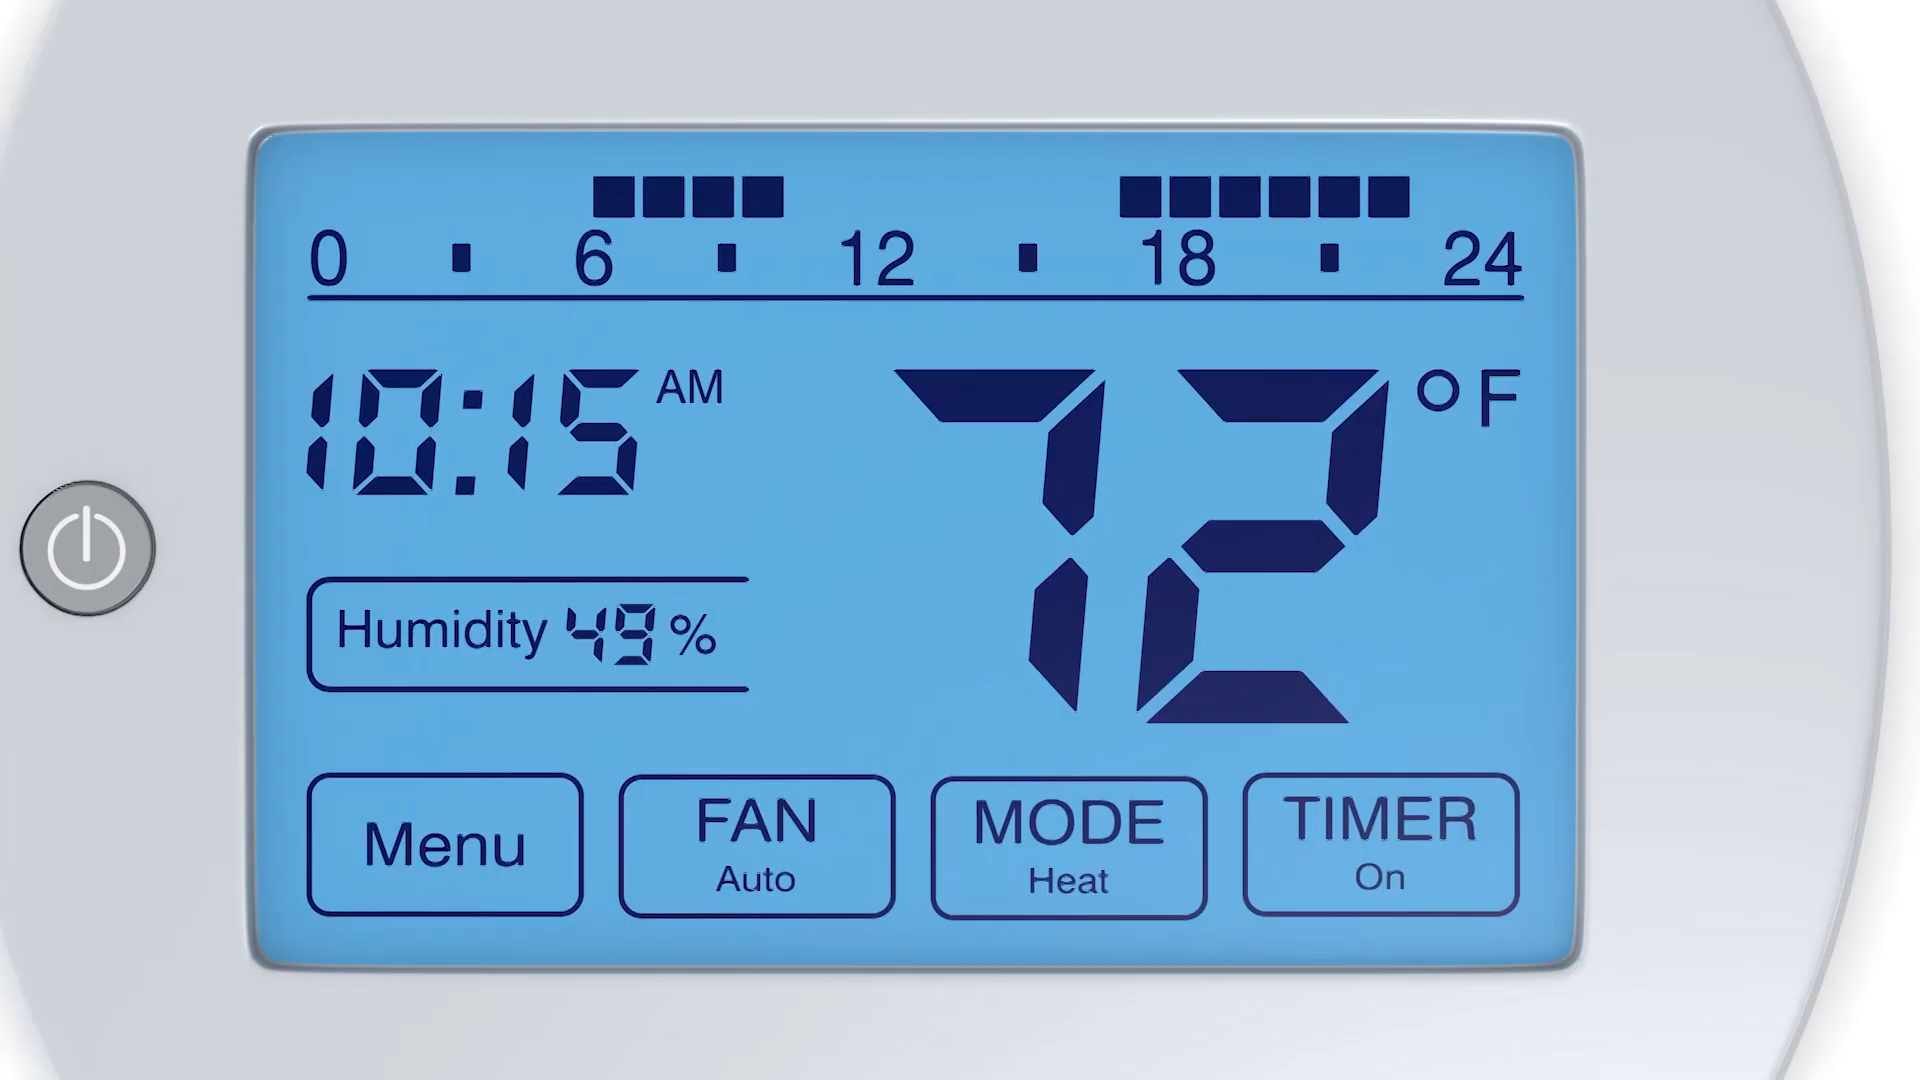 0 6 12 18 24
10:15 AM
72 °F
Humidity 49 %
Menu
FAN
Auto
MODE
Heat
TIMER
On